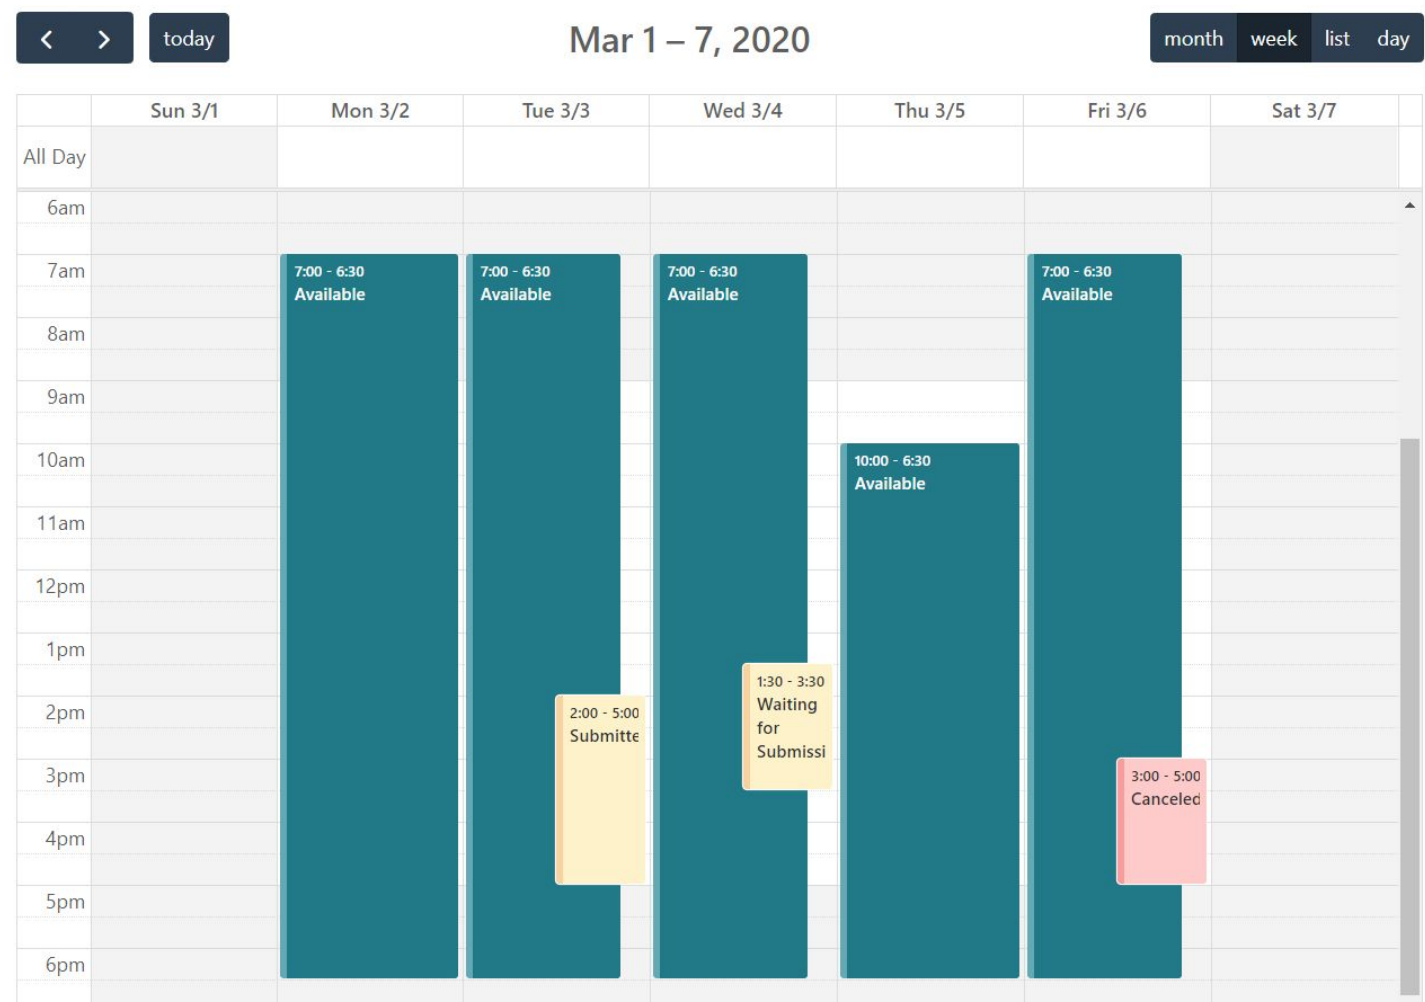 today
Mar 1 – 7, 2020
month week list day
Sun 3/1 Mon 3/2 Tue 3/3 Wed 3/4 Thu 3/5 Fri 3/6 Sat 3/7
All Day
6am
7am
7:00 - 6:30
Available
7:00 - 6:30
Available
7:00 - 6:30
Available
7:00 - 6:30
Available
8am
9am
10am
10:00 - 6:30
Available
11am
12pm
1pm
1:30 - 3:30
Waiting
for
Submissi
2pm
2:00 - 5:00
Submitte
3pm
3:00 - 5:00
Canceled
4pm
5pm
6pm